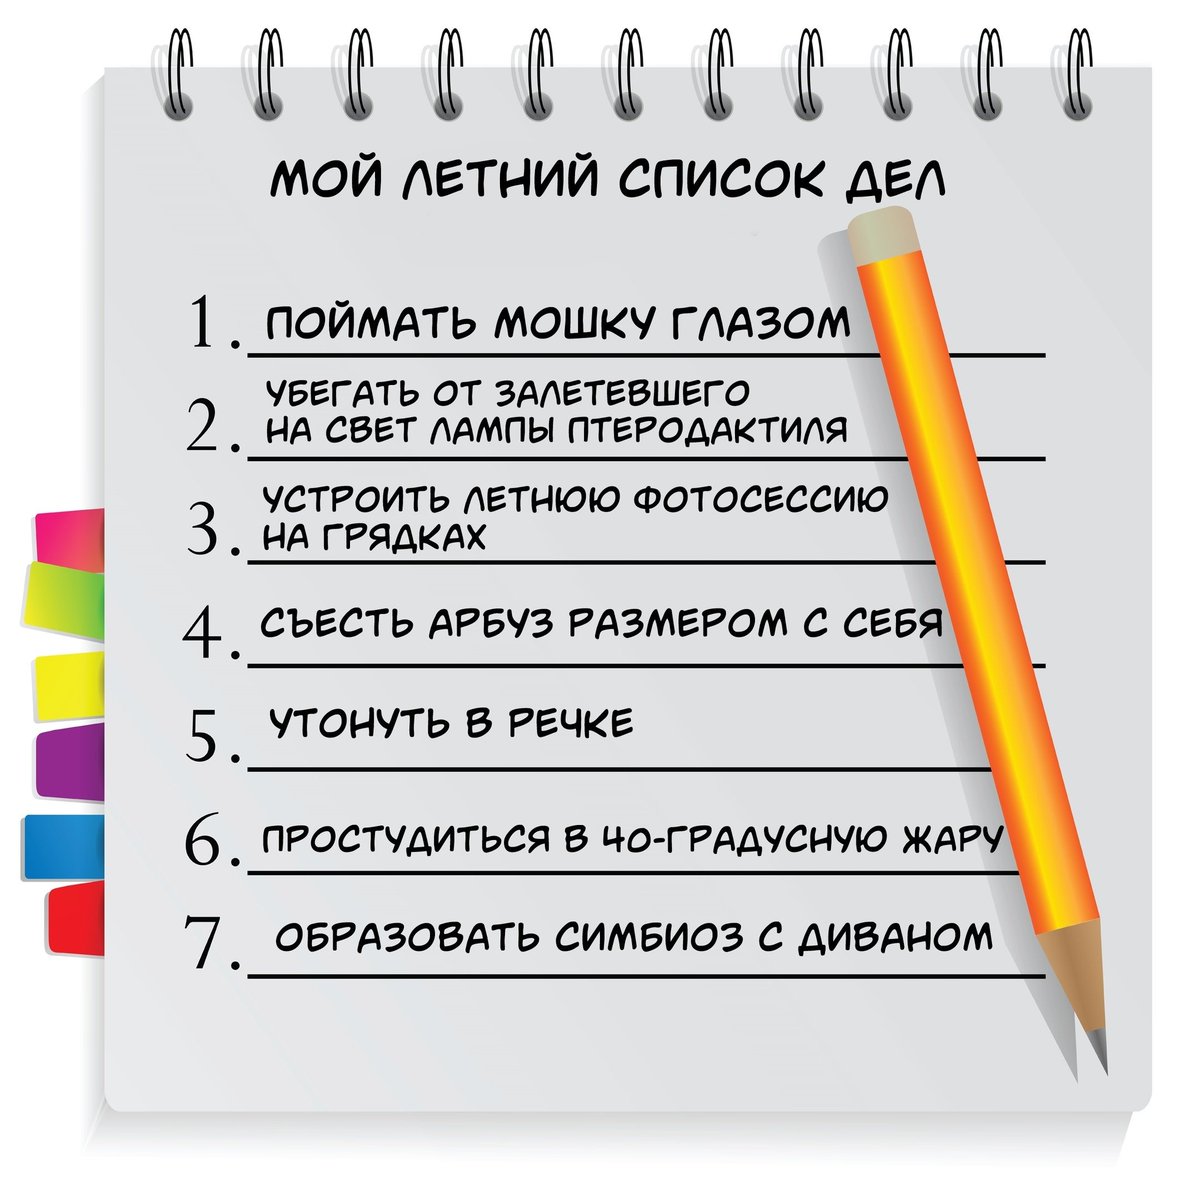 МОЙ ЛЕТНИЙ СПИСОК ДЕЛ
1. ПОЙМАТЬ МОШКУ ГЛАЗОМ
2. УБЕГАТЬ ОТ ЗАЛЕТЕВШЕГО
НА СВЕТ ЛАМПЫ ПТЕРОДАКТИЛЯ
3. УСТРОИТЬ ЛЕТНЮЮ ФОТОСЕССИЮ
НА ГРЯДКАХ
4. СЪЕСТЬ АРБУЗ РАЗМЕРОМ С СЕБЯ
5. УТОНУТЬ В РЕЧКЕ
6. ПРОСТУДИТЬСЯ В 40-ГРАДУСНУЮ ЖАРУ
7. ОБРАЗОВАТЬ СИМБИОЗ С ДИВАНОМ